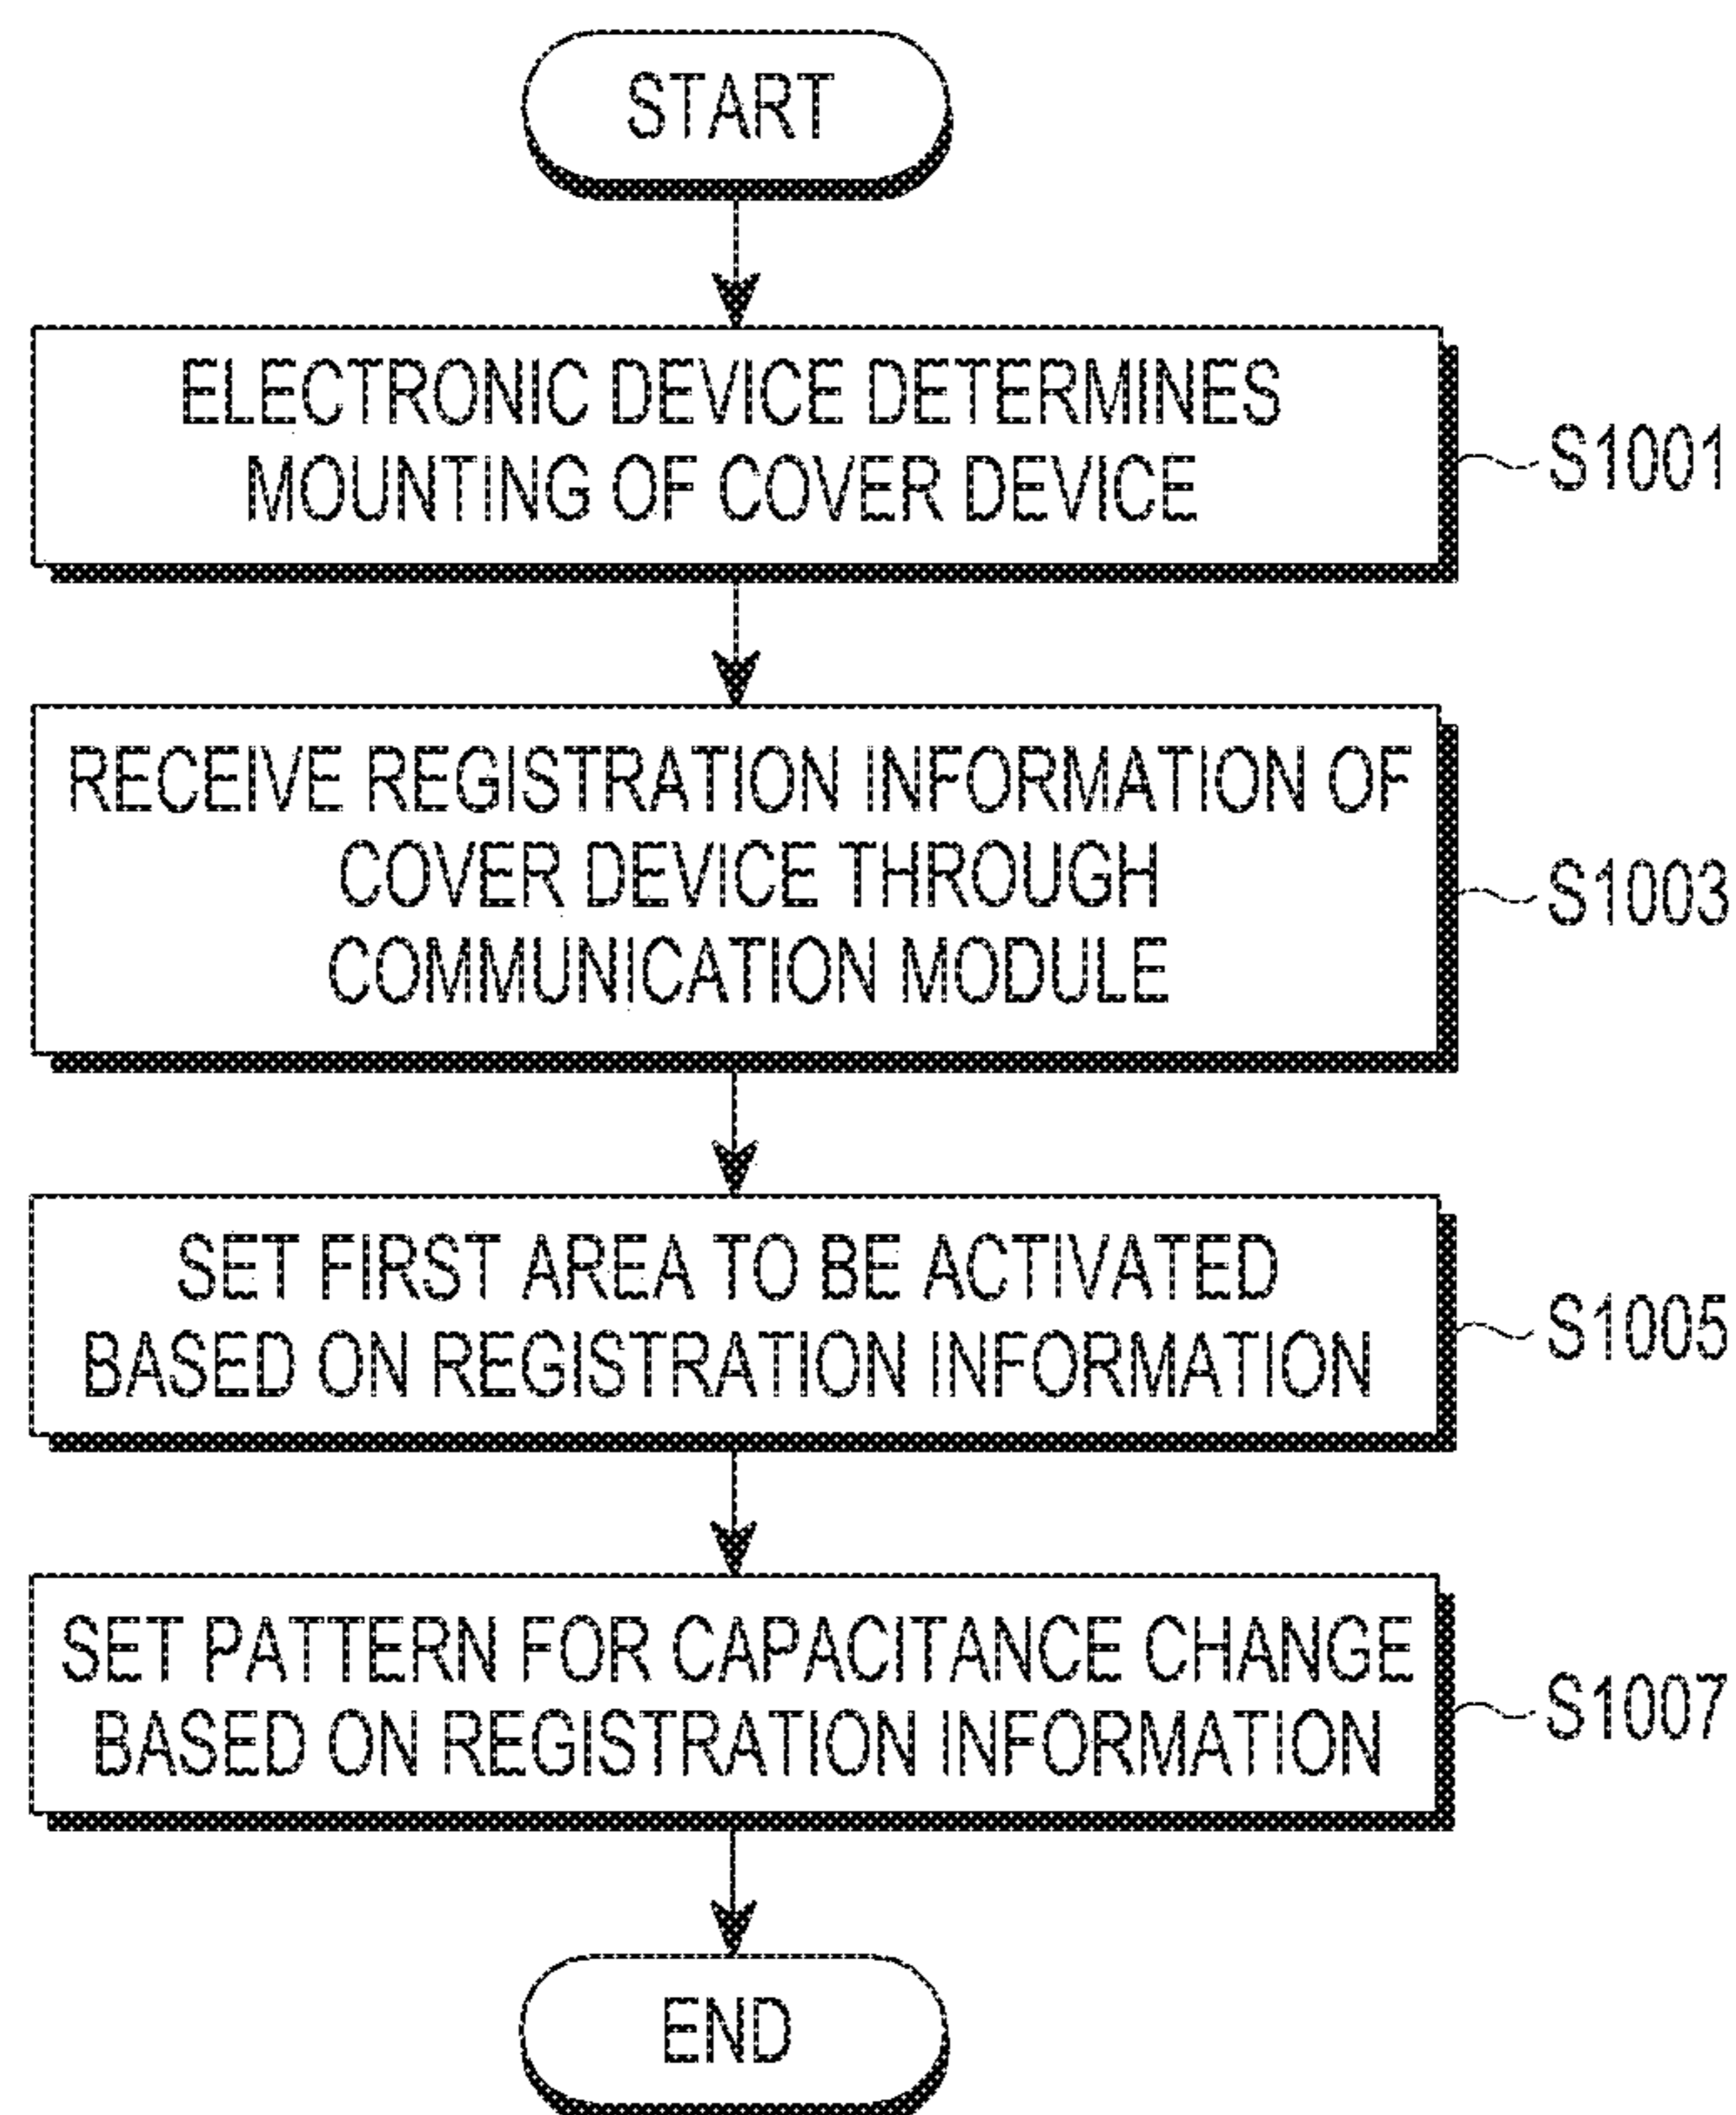 START
ELECTRONIC DEVICE DETERMINES
MOUNTING OF COVER DEVICE
S1001
RECEIVE REGISTRATION INFORMATION OF
COVER DEVICE THROUGH
COMMUNICATION MODULE
S1003
SET FIRST AREA TO BE ACTIVATED
BASED ON REGISTRATION INFORMATION
S1005
SET PATTERN FOR CAPACITANCE CHANGE
BASED ON REGISTRATION INFORMATION
S1007
END